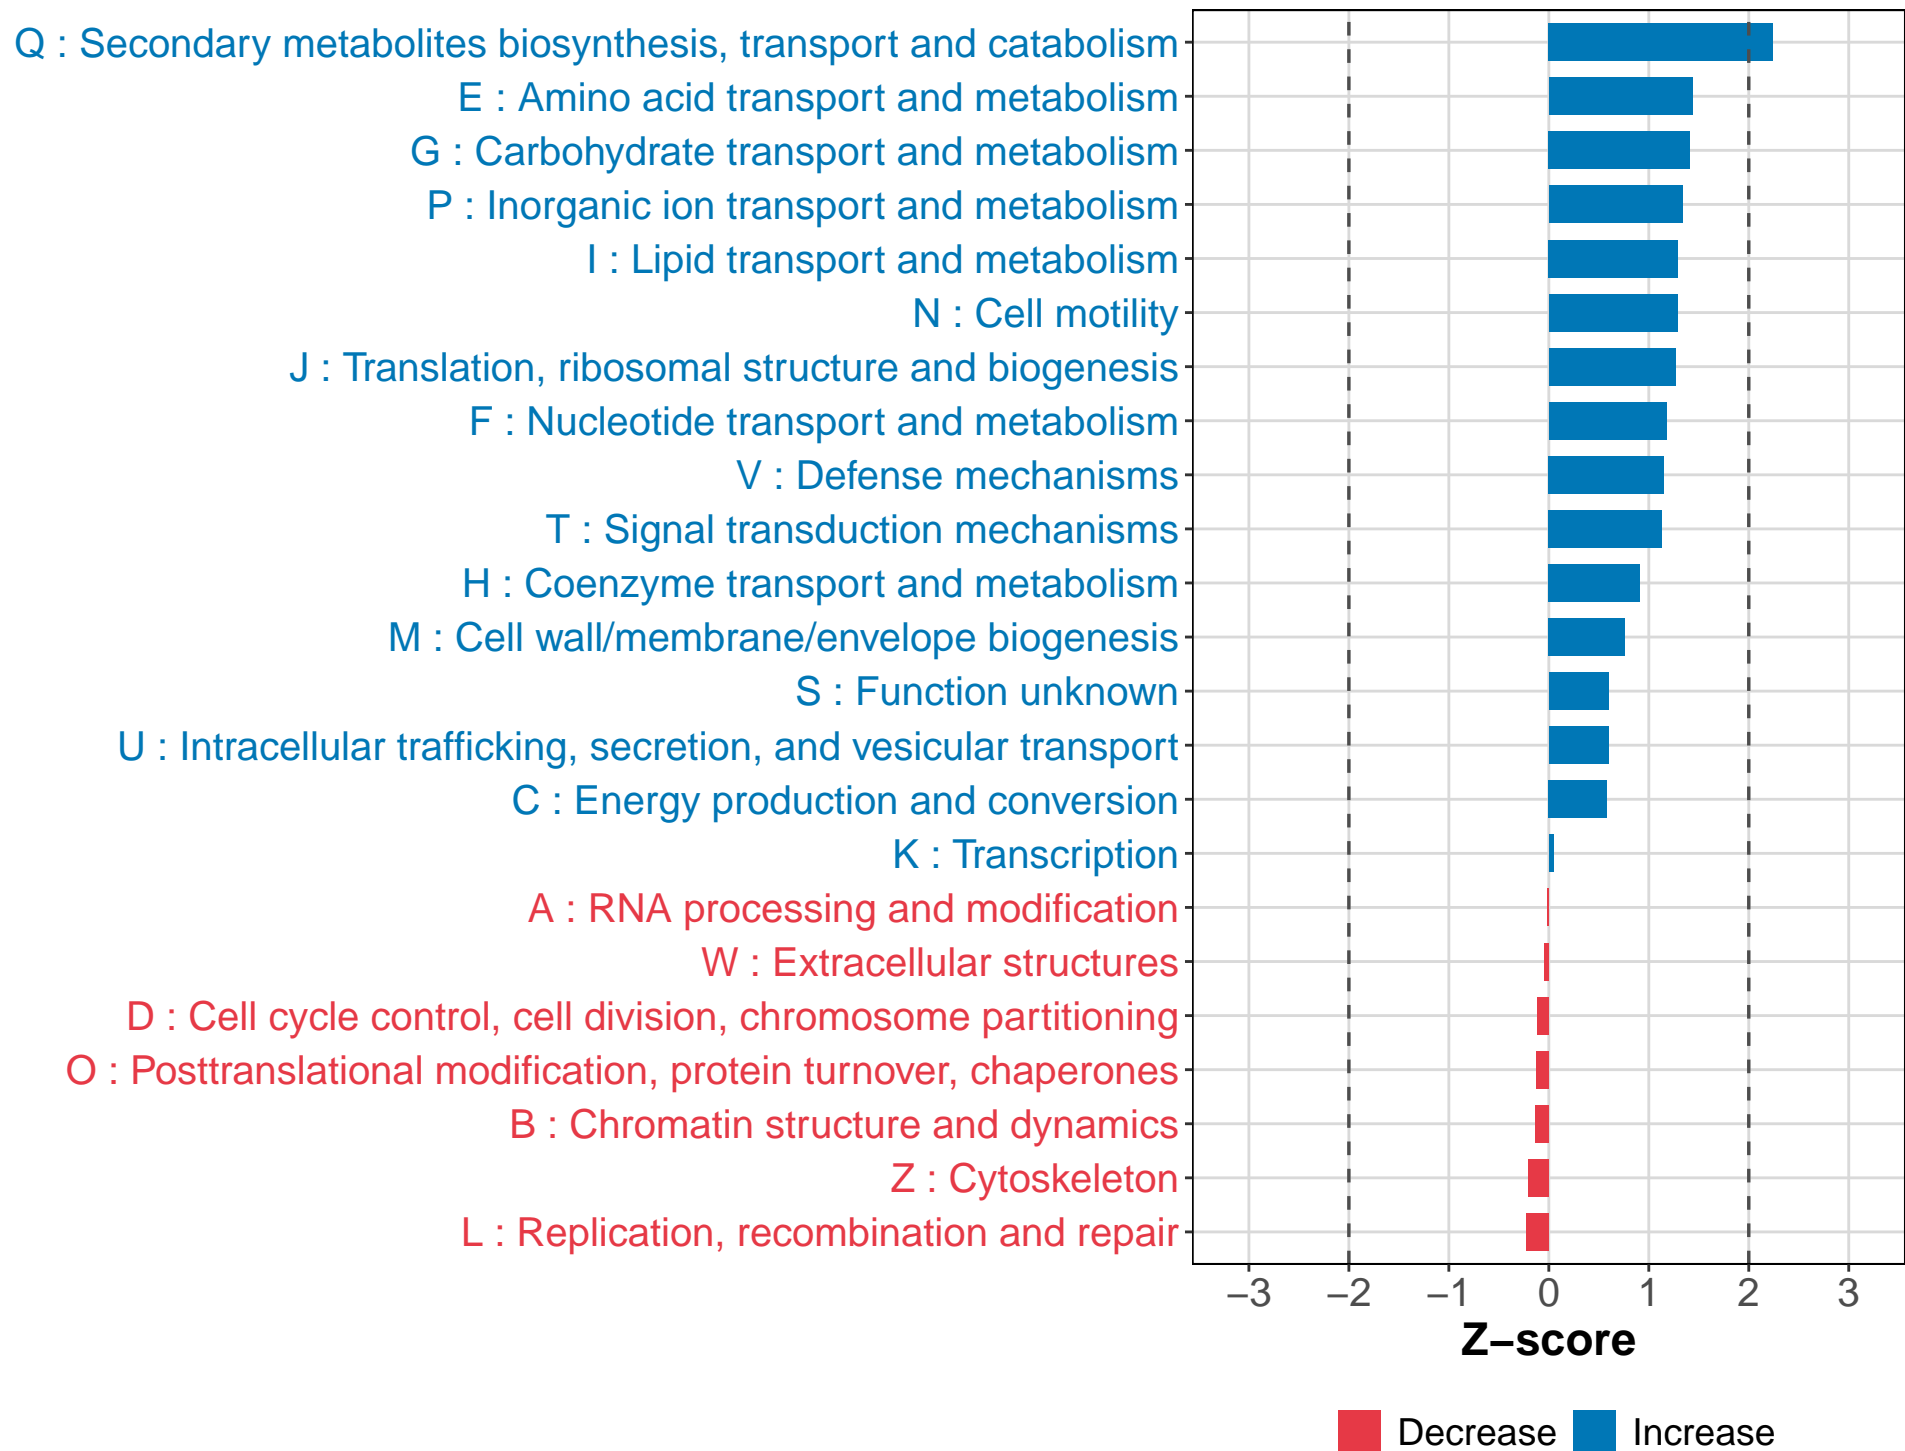 Q : Secondary metabolites biosynthesis, transport and catabolism
E : Amino acid transport and metabolism
G : Carbohydrate transport and metabolism
P : Inorganic ion transport and metabolism
I : Lipid transport and metabolism
N : Cell motility
J : Translation, ribosomal structure and biogenesis
F : Nucleotide transport and metabolism
V : Defense mechanisms
T : Signal transduction mechanisms
H : Coenzyme transport and metabolism
M : Cell wall/membrane/envelope biogenesis
S : Function unknown
U : Intracellular trafficking, secretion, and vesicular transport
C : Energy production and conversion
K : Transcription
A : RNA processing and modification
W : Extracellular structures
D : Cell cycle control, cell division, chromosome partitioning
O : Posttranslational modification, protein turnover, chaperones
B : Chromatin structure and dynamics
Z : Cytoskeleton
L : Replication, recombination and repair
−3 −2 −1 0 1 2 3
Z−score
Decrease Increase